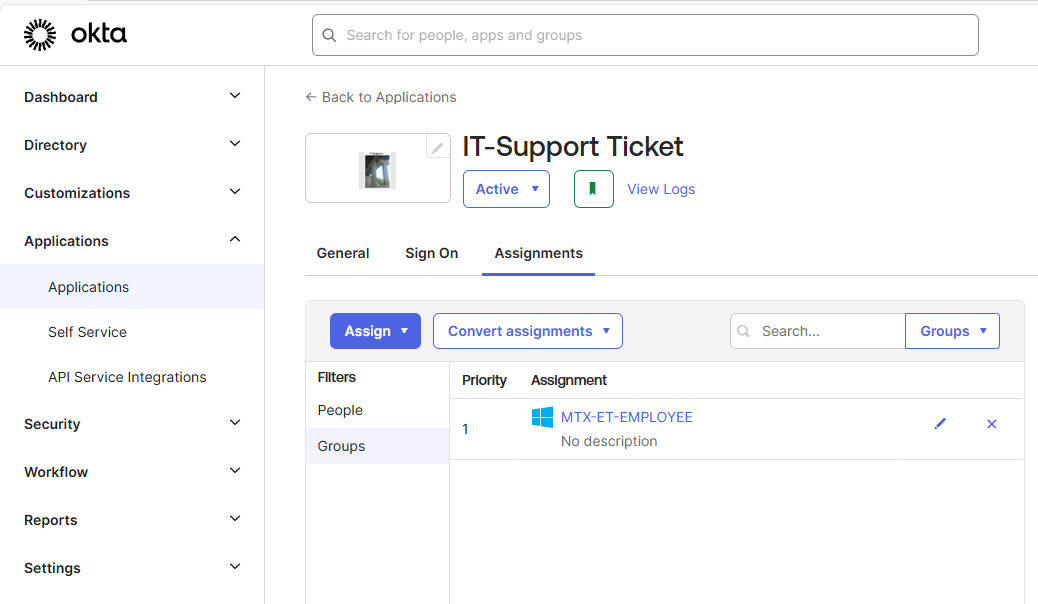 okta
Search for people, apps and groups
Dashboard
Directory
Customizations
Applications
Applications
Self Service
API Service Integrations
Security
Workflow
Reports
Settings
← Back to Applications
IT-Support Ticket
Active
View Logs
General Sign On Assignments
Assign Convert assignments Search... Groups
Filters
People
Groups
Priority Assignment
1 MTX-ET-EMPLOYEE
No description